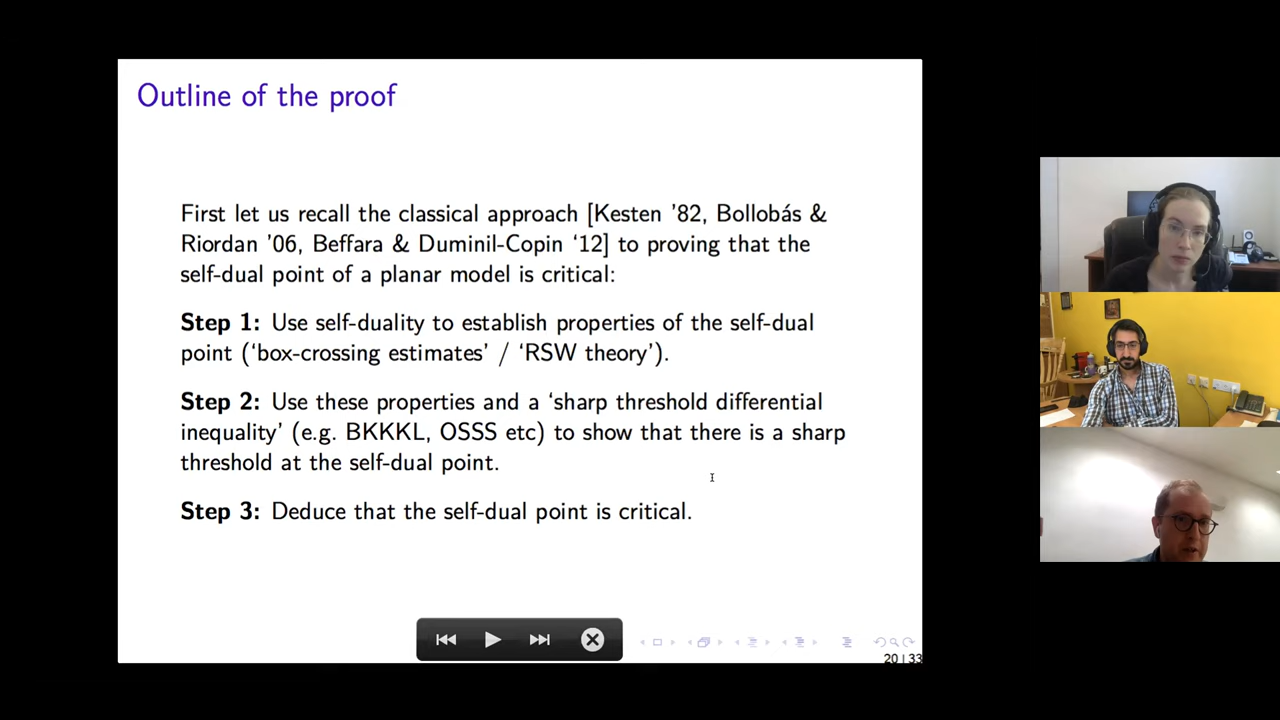 Outline of the proof
First let us recall the classical approach [Kesten ’82, Bollobás &
Riordan ’06, Beffara & Duminil-Copin ‘12] to proving that the
self-dual point of a planar model is critical:
Step 1: Use self-duality to establish properties of the self-dual
point (‘box-crossing estimates’ / ‘RSW theory’).
Step 2: Use these properties and a ‘sharp threshold differential
inequality’ (e.g. BKKKL, OSSS etc) to show that there is a sharp
threshold at the self-dual point.
Step 3: Deduce that the self-dual point is critical.
20 | 33